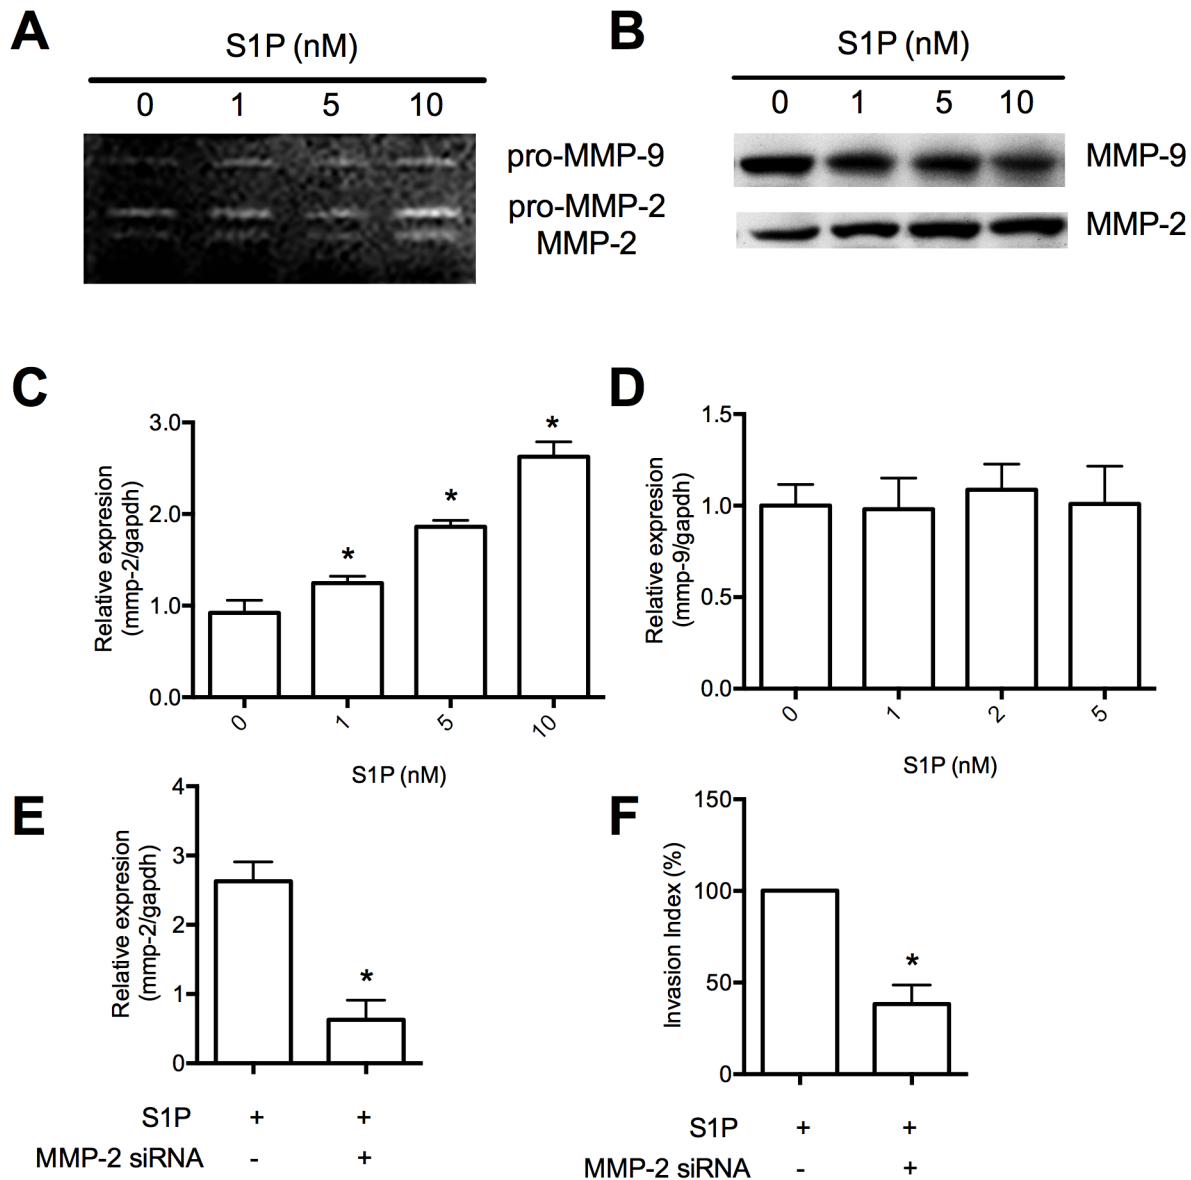 A
S1P (nM)
0 1 5 10
pro-MMP-9
pro-MMP-2
MMP-2
B
S1P (nM)
0 1 5 10
MMP-9
MMP-2
C
Relative expresion
(mmp-2/gapdh)
3.0
2.0
1.0
0.0
* * *
0 1 5 10
S1P (nM)
D
Relative expresion
(mmp-9/gapdh)
1.5
1.0
0.5
0.0
0 1 2 5
S1P (nM)
E
Relative expresion
(mmp-2/gapdh)
4
3
2
1
0
*
S1P + +
MMP-2 siRNA - +
F
Invasion Index (%)
150
100
50
0
*
S1P + +
MMP-2 siRNA - +